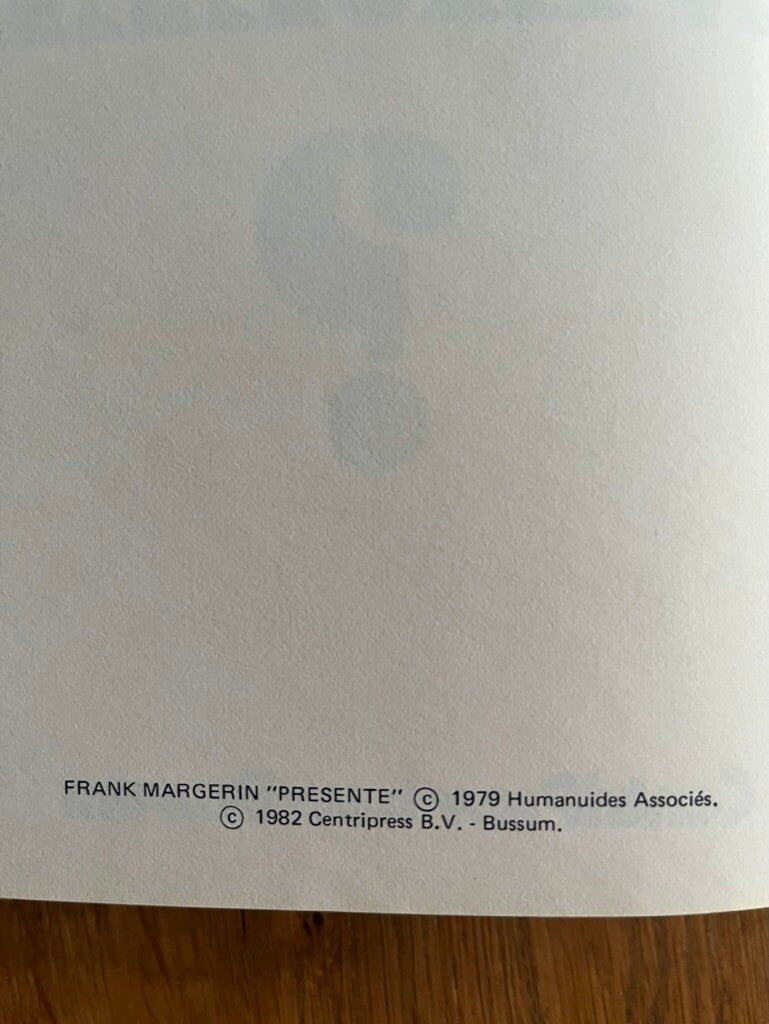 FRANK MARGERIN "PRESENTE" © 1979 Humanuides Associés.
© 1982 Centripress B.V. - Bussum.